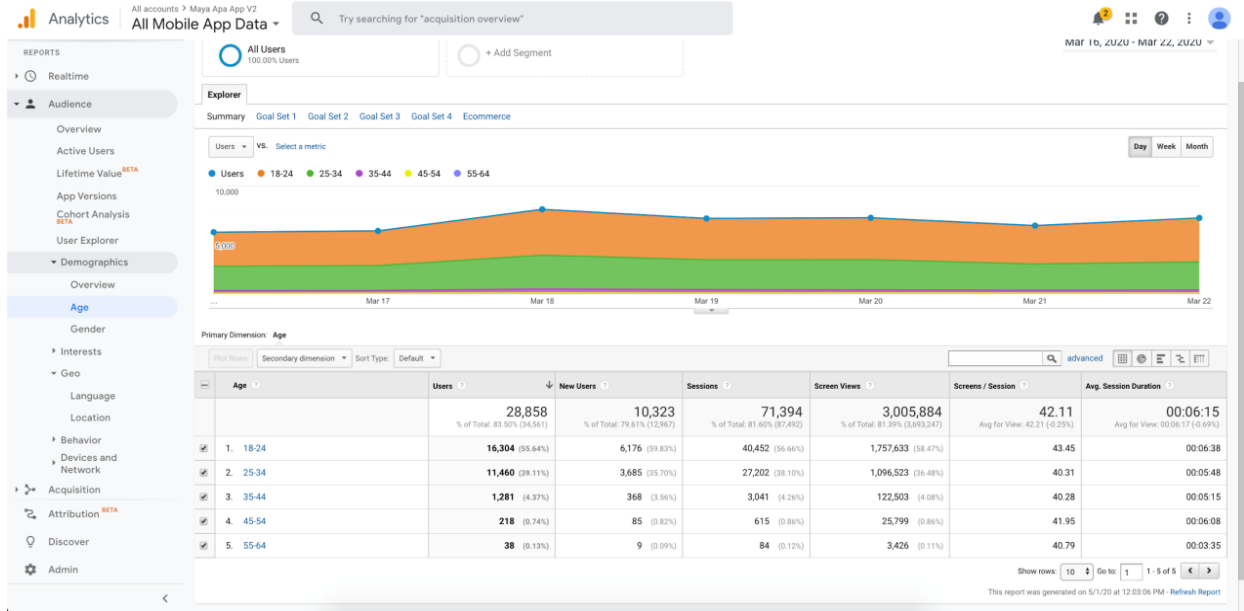 Analytics
All accounts > Maya Apa App V2
All Mobile App Data
Try searching for "acquisition overview"
2
REPORTS
Realtime
Audience
Overview
Active Users
Lifetime Value BETA
App Versions
Cohort Analysis
BETA
User Explorer
Demographics
Overview
Age
Gender
Interests
Geo
Language
Location
Behavior
Devices and
Network
Acquisition
Attribution BETA
Discover
Admin
All Users
100.00% Users
+ Add Segment
Mar 16, 2020 - Mar 22, 2020
Explorer
Summary Goal Set 1 Goal Set 2 Goal Set 3 Goal Set 4 Ecommerce
Users VS. Select a metric
Day Week Month
Users 18-24 25-34 35-44 45-54 55-64
10,000
5,000
... Mar 17 Mar 18 Mar 19 Mar 20 Mar 21 Mar 22
Primary Dimension: Age
Plot Rows Secondary dimension Sort Type: Default advanced
Age Users New Users Sessions Screen Views Screens / Session Avg. Session Duration
28,858 10,323 71,394 3,005,884 42.11 00:06:15
% of Total: 83.50% (34,561) % of Total: 79.61% (12,967) % of Total: 81.60% (87,492) % of Total: 81.39% (3,693,247) Avg for View: 42.21 (-0.25%) Avg for View: 00:06:17 (-0.69%)
1. 18-24 16,304 (55.64%) 6,176 (59.83%) 40,452 (56.66%) 1,757,633 (58.47%) 43.45 00:06:38
2. 25-34 11,460 (39.11%) 3,685 (35.70%) 27,202 (38.10%) 1,096,523 (36.48%) 40.31 00:05:48
3. 35-44 1,281 (4.37%) 368 (3.56%) 3,041 (4.26%) 122,503 (4.08%) 40.28 00:05:15
4. 45-54 218 (0.74%) 85 (0.82%) 615 (0.86%) 25,799 (0.86%) 41.95 00:06:08
5. 55-64 38 (0.13%) 9 (0.09%) 84 (0.12%) 3,426 (0.11%) 40.79 00:03:35
Show rows: 10 Go to: 1 1 - 5 of 5
This report was generated on 5/1/20 at 12:03:06 PM - Refresh Report